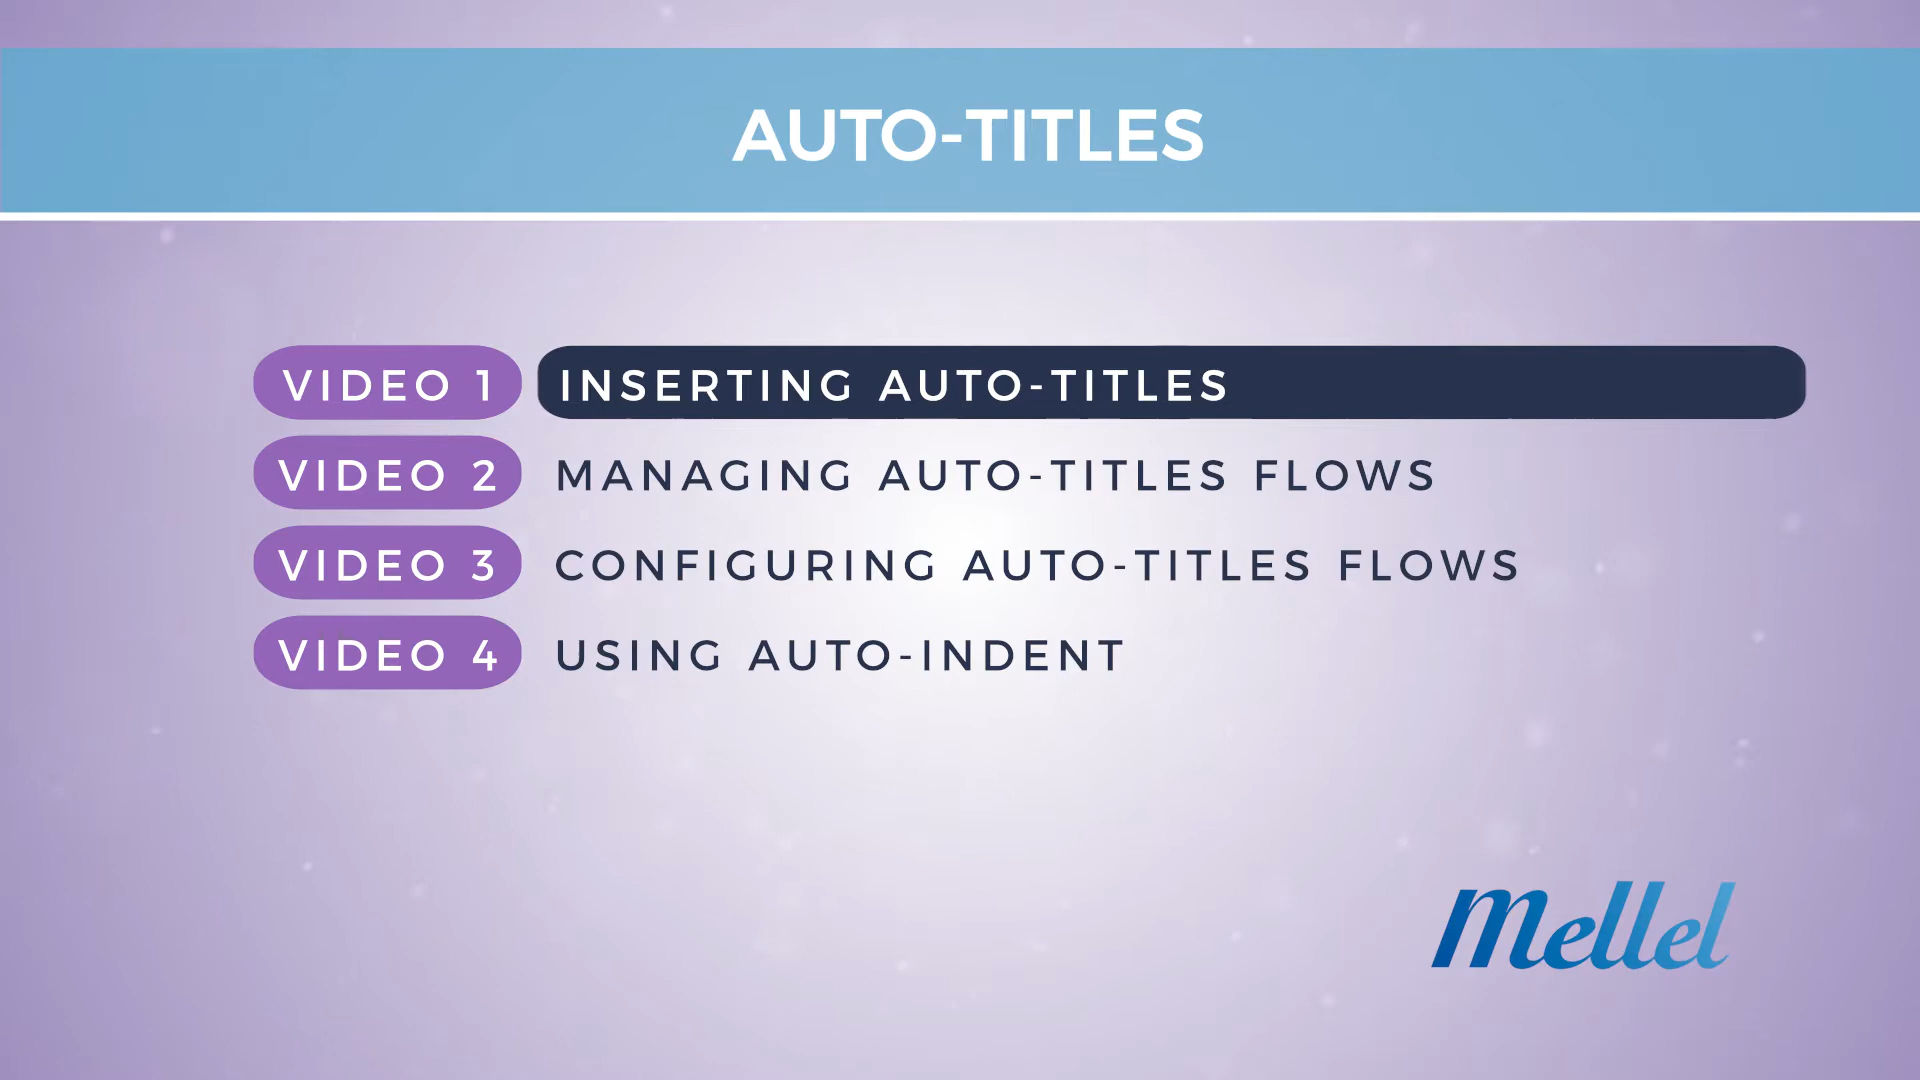 AUTO-TITLES
VIDEO 1 INSERTING AUTO-TITLES
VIDEO 2 MANAGING AUTO-TITLES FLOWS
VIDEO 3 CONFIGURING AUTO-TITLES FLOWS
VIDEO 4 USING AUTO-INDENT
Mellel